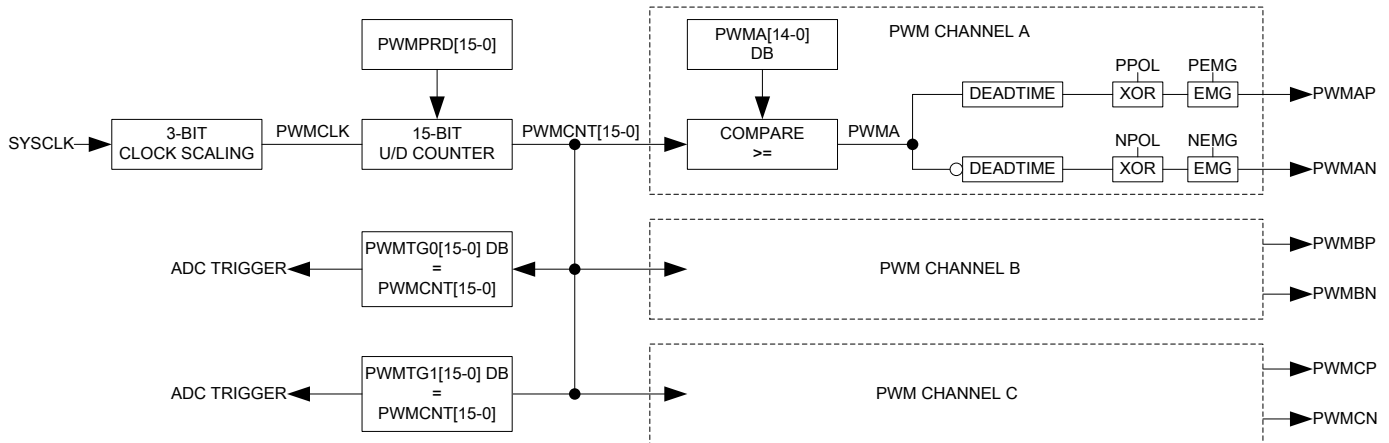 PWMPRD[15-0]
PWMA[14-0]
DB
PWM CHANNEL A
PPOL
PEMG
DEADTIME
XOR
EMG
PWMAP
SYSCLK
3-BIT
CLOCK SCALING
PWMCLK
15-BIT
U/D COUNTER
PWMCNT[15-0]
COMPARE
>=
PWMA
NPOL
NEMG
DEADTIME
XOR
EMG
PWMAN
ADC TRIGGER
PWMTG0[15-0] DB
=
PWMCNT[15-0]
PWM CHANNEL B
PWMBP
PWMBN
ADC TRIGGER
PWMTG1[15-0] DB
=
PWMCNT[15-0]
PWM CHANNEL C
PWMCP
PWMCN